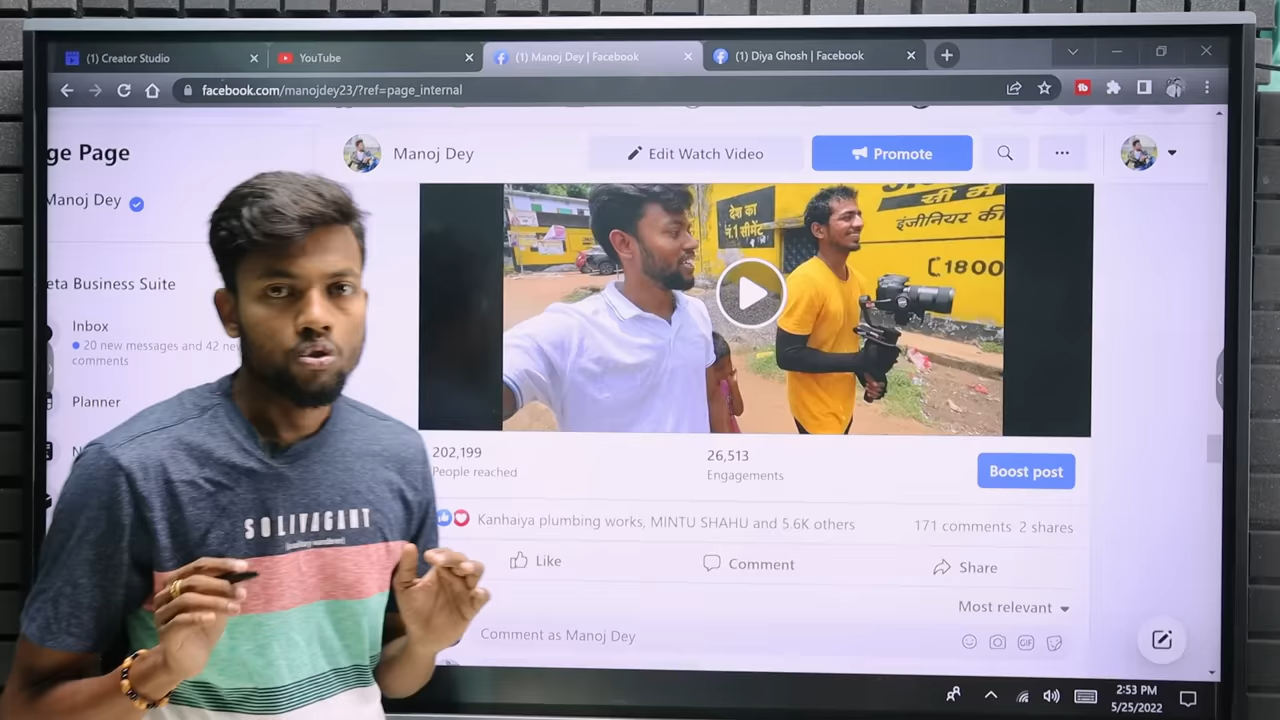 (1) Creator Studio
YouTube
(1) Manoj Dey | Facebook
(1) Diya Ghosh | Facebook
facebook.com/manojdey23/?ref=page_internal
ge Page
Manoj Dey
Edit Watch Video
Promote
Manoj Dey
eta Business Suite
Inbox
20 new messages and 42 ne
comments
Planner
देश का
नं.1 सीमेंट
इंजीनियर की
1800
202,199
People reached
26,513
Engagements
Boost post
Kanhaiya plumbing works, MINTU SHAHU and 5.6K others
171 comments 2 shares
Like
Comment
Share
Most relevant
Comment as Manoj Dey
GIF
SOLIVAGANT
2:53 PM
5/25/2022